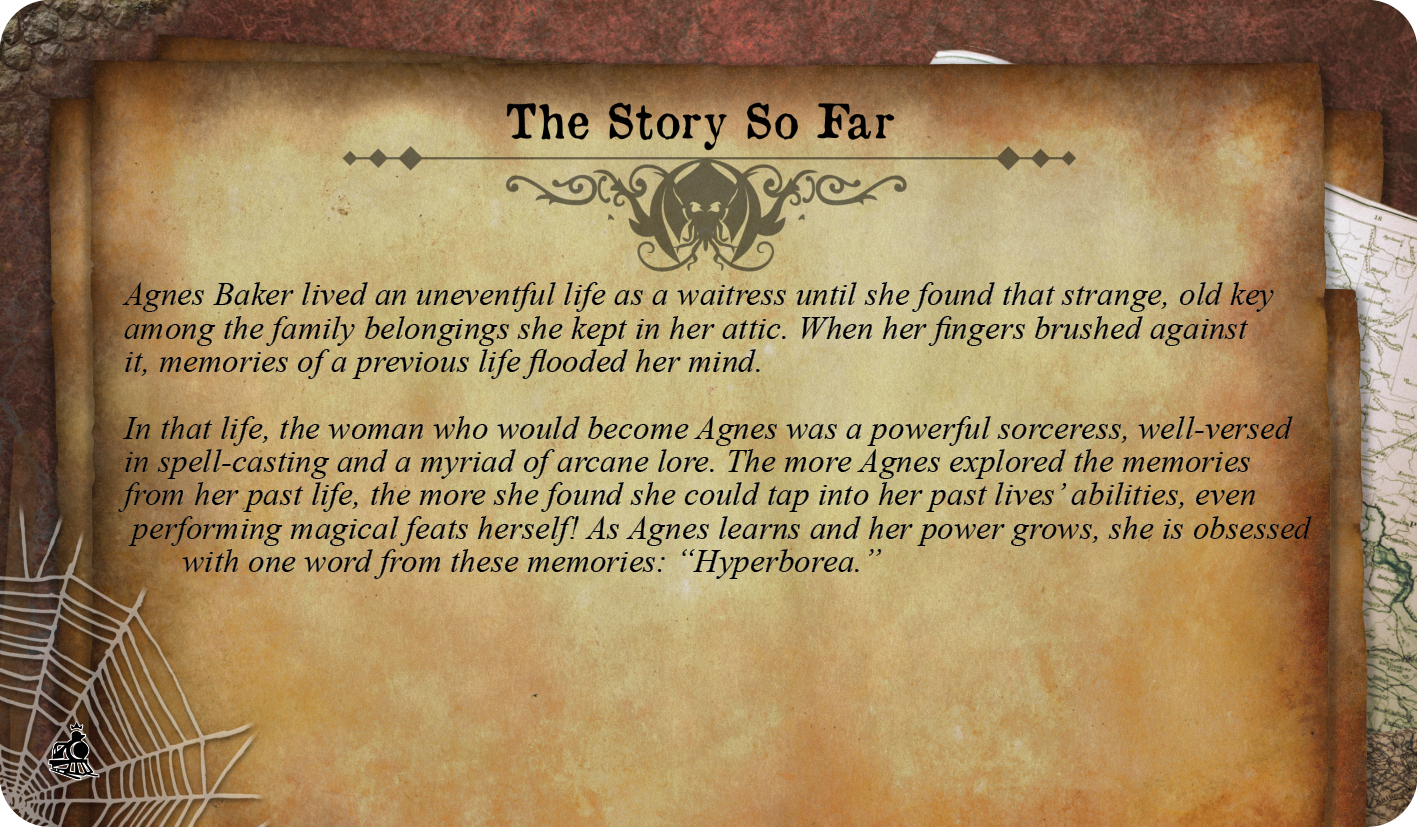 The Story So Far
Agnes Baker lived an uneventful life as a waitress until she found that strange, old key
among the family belongings she kept in her attic. When her fingers brushed against
it, memories of a previous life flooded her mind.
In that life, the woman who would become Agnes was a powerful sorceress, well-versed
in spell-casting and a myriad of arcane lore. The more Agnes explored the memories
from her past life, the more she found she could tap into her past lives’ abilities, even
performing magical feats herself! As Agnes learns and her power grows, she is obsessed
with one word from these memories: “Hyperborea.”